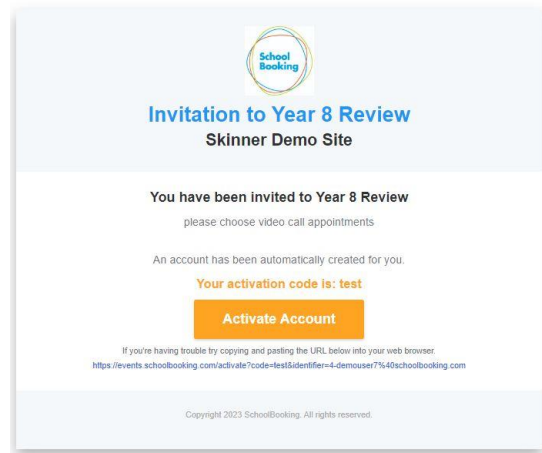 School
Booking
Invitation to Year 8 Review
Skinner Demo Site
You have been invited to Year 8 Review
please choose video call appointments
An account has been automatically created for you.
Your activation code is: test
Activate Account
If you're having trouble try copying and pasting the URL below into your web browser
https://events.schoolbooking.com/activate?code=test&identifier=4-demouser7%40schoolbooking.com
Copyright 2023 SchoolBooking. All rights reserved.